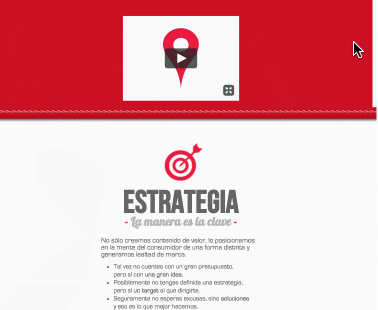 ESTRATEGIA
- La manera es la clave -
No sólo creamos contenido de valor, lo posicionamos
en la mente del consumidor de una forma distinta y
generamos lealtad de marca.
• Tal vez no cuentes con un gran presupuesto,
pero sí con una gran idea.
• Posiblemente no tengas definida una estrategia,
pero sí un target al que dirigirte.
• Seguramente no esperes excusas, sino soluciones
y eso es lo que mejor hacemos.